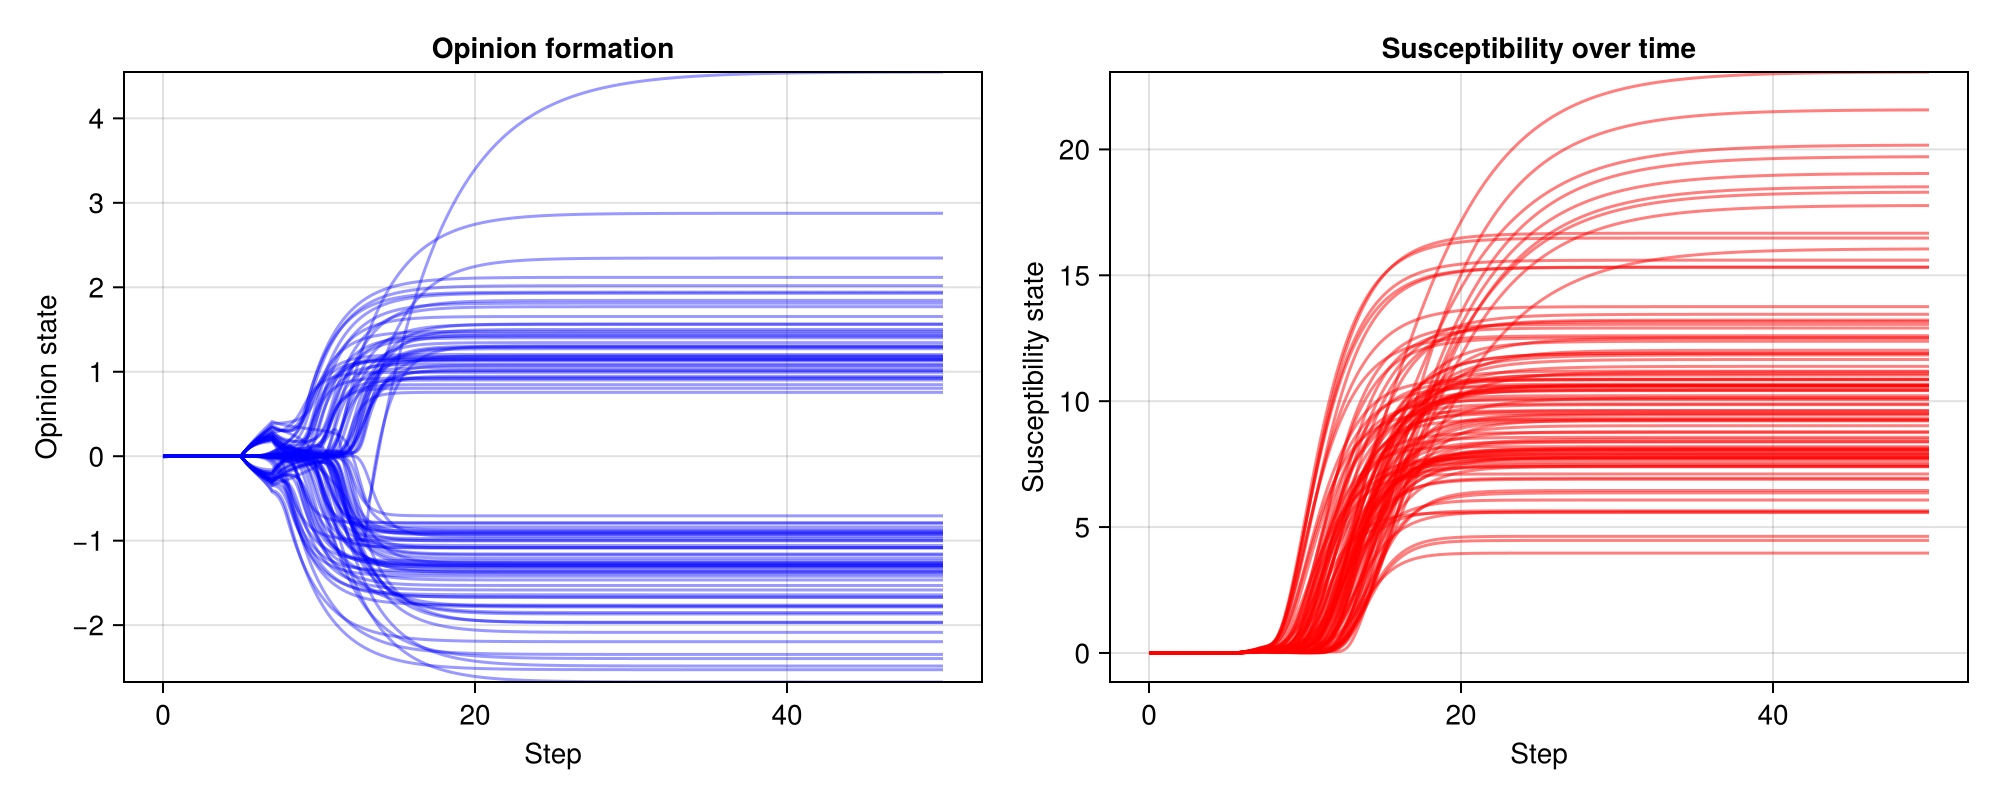 Opinion formation
Opinion state
4
3
2
1
0
−1
−2
0 20 40
Step
Susceptibility over time
Susceptibility state
20
15
10
5
0
0 20 40
Step